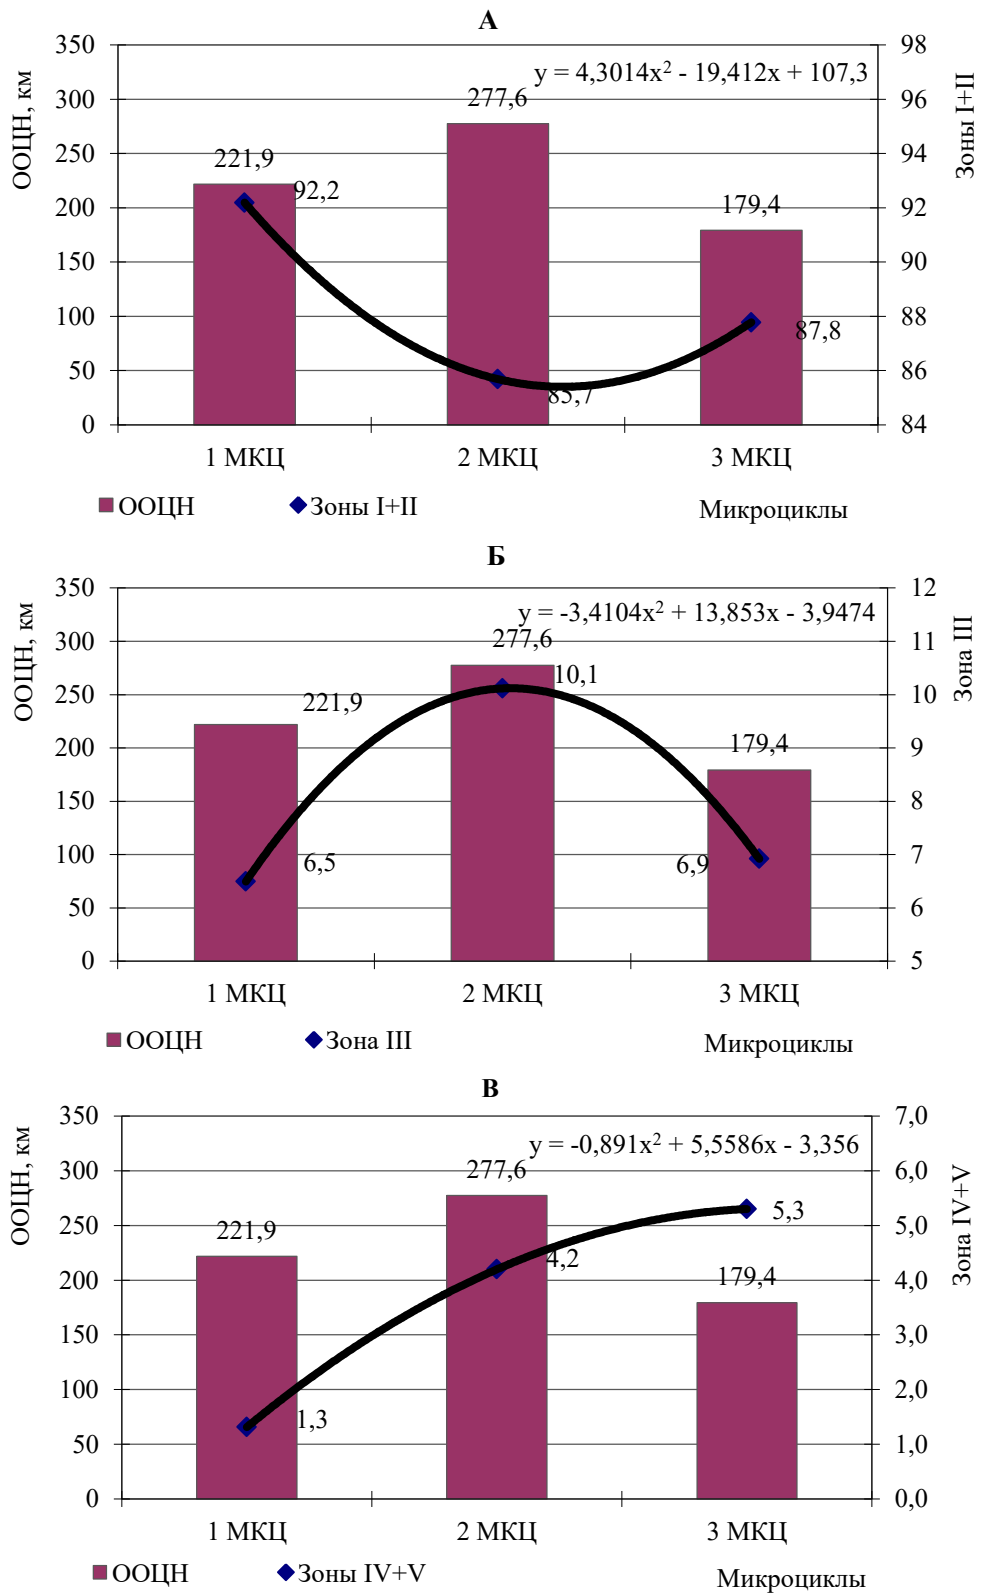 А
ООЦН, км
350
300
250
200
150
100
50
0
y = 4,3014x² - 19,412x + 107,3
221,9
277,6
179,4
92,2
85,7
87,8
98
96
94
92
90
88
86
84
Зоны I+II
1 МКЦ
2 МКЦ
3 МКЦ
ООЦН
Зоны I+II
Микроциклы
Б
ООЦН, км
350
300
250
200
150
100
50
0
y = -3,4104x² + 13,853x - 3,9474
221,9
277,6
179,4
6,5
10,1
6,9
12
11
10
9
8
7
6
5
Зона III
1 МКЦ
2 МКЦ
3 МКЦ
ООЦН
Зона III
Микроциклы
В
ООЦН, км
350
300
250
200
150
100
50
0
y = -0,891x² + 5,5586x - 3,356
221,9
277,6
179,4
1,3
4,2
5,3
7,0
6,0
5,0
4,0
3,0
2,0
1,0
0,0
Зона IV+V
1 МКЦ
2 МКЦ
3 МКЦ
ООЦН
Зоны IV+V
Микроциклы